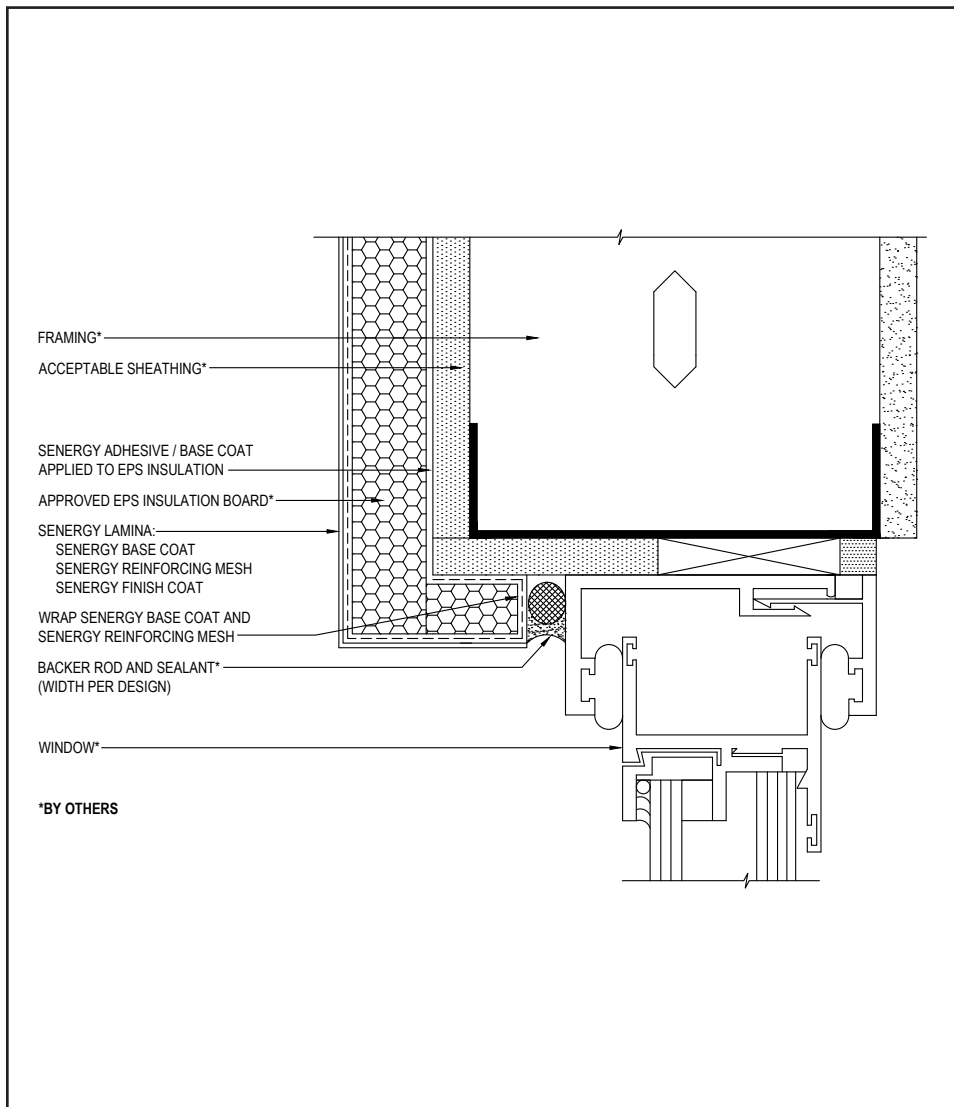 FRAMING*
ACCEPTABLE SHEATHING*
SENERGY ADHESIVE / BASE COAT
APPLIED TO EPS INSULATION
APPROVED EPS INSULATION BOARD*
SENERGY LAMINA:
SENERGY BASE COAT
SENERGY REINFORCING MESH
SENERGY FINISH COAT
WRAP SENERGY BASE COAT AND
SENERGY REINFORCING MESH
BACKER ROD AND SEALANT*
(WIDTH PER DESIGN)
WINDOW*
*BY OTHERS